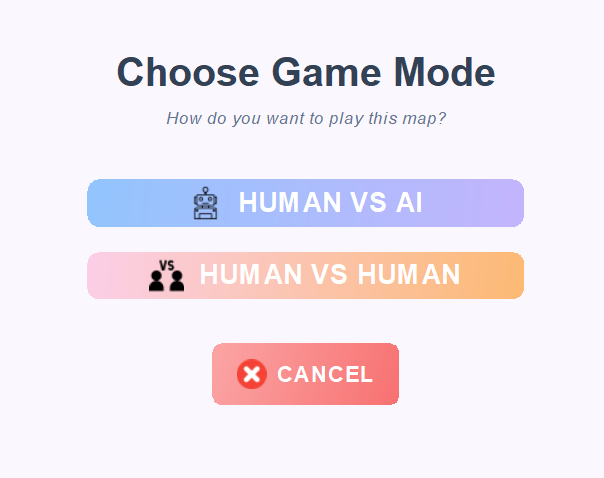 Choose Game Mode
How do you want to play this map?
HUMAN VS AI
VS
HUMAN VS HUMAN
CANCEL